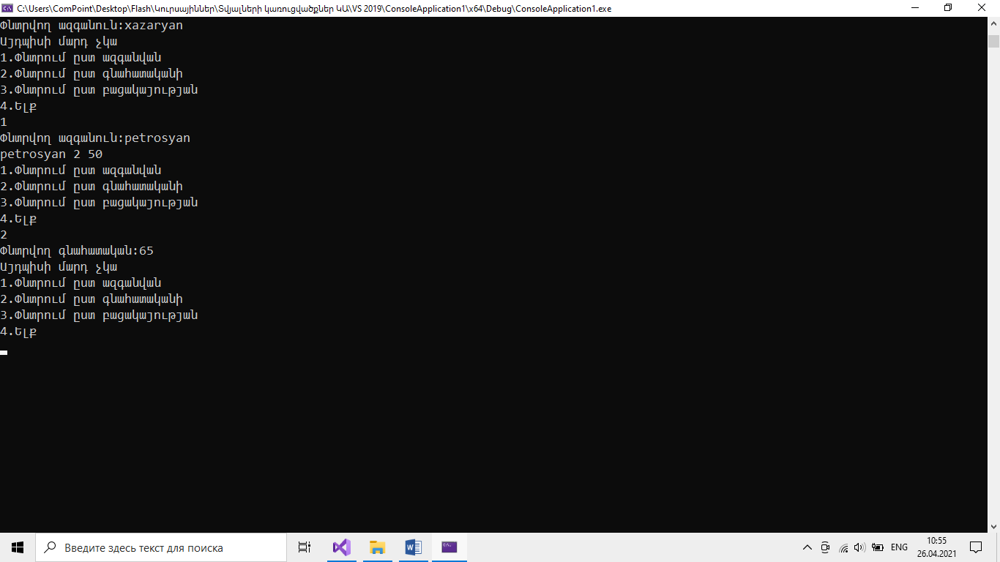 C:\Users\ComPoint\Desktop\Flash\Կուրսայիններ\Տվյալների կառուցվածքներ ԿԱ\VS 2019\ConsoleApplication1\x64\Debug\ConsoleApplication1.exe
Փնտրվող ազգանուն:xazaryan
Այդպիսի մարդ չկա
1.Փնտրում ըստ ազգանվան
2.Փնտրում ըստ գնահատականի
3.Փնտրում ըստ բացակայության
4.Ելք
1
Փնտրվող ազգանուն:petrosyan
petrosyan 2 50
1.Փնտրում ըստ ազգանվան
2.Փնտրում ըստ գնահատականի
3.Փնտրում ըստ բացակայության
4.Ելք
2
Փնտրվող գնահատական:65
Այդպիսի մարդ չկա
1.Փնտրում ըստ ազգանվան
2.Փնտրում ըստ գնահատականի
3.Փնտրում ըստ բացակայության
4.Ելք
Введите здесь текст для поиска
ENG
10:55
26.04.2021